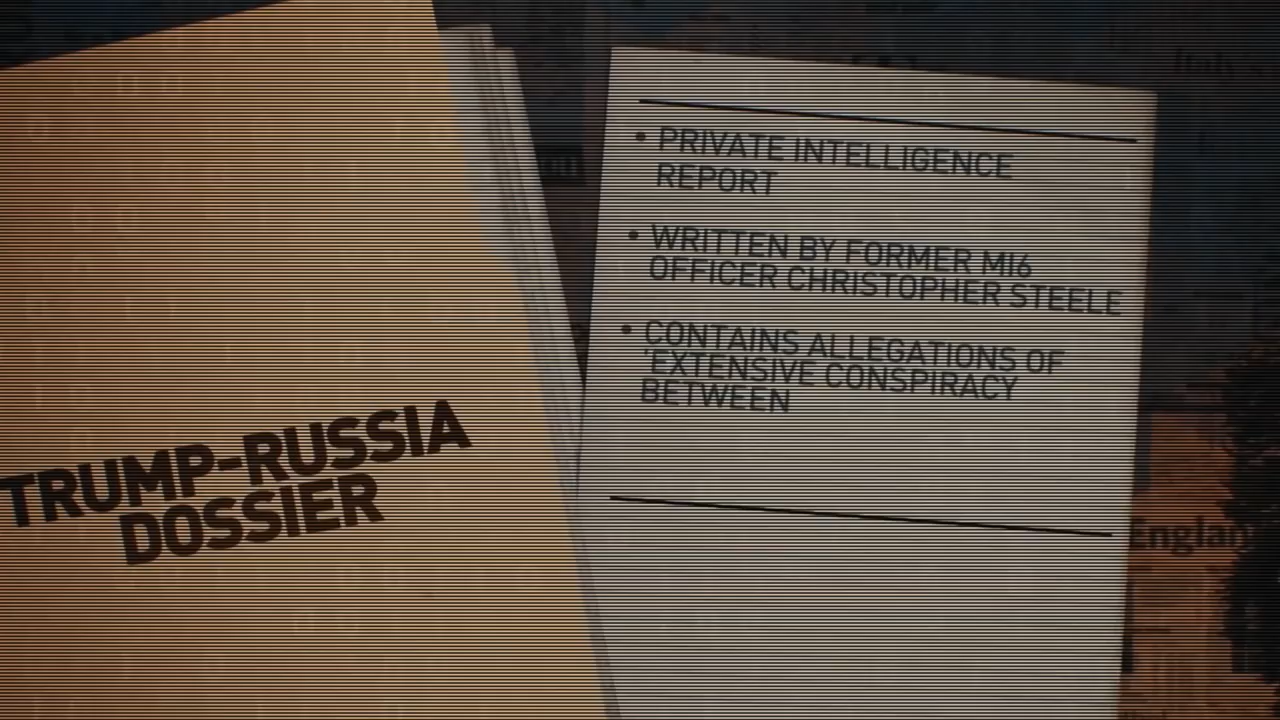 TRUMP-RUSSIA
DOSSIER
• PRIVATE INTELLIGENCE
REPORT
• WRITTEN BY FORMER MI6
OFFICER CHRISTOPHER STEELE
• CONTAINS ALLEGATIONS OF
'EXTENSIVE CONSPIRACY
BETWEEN